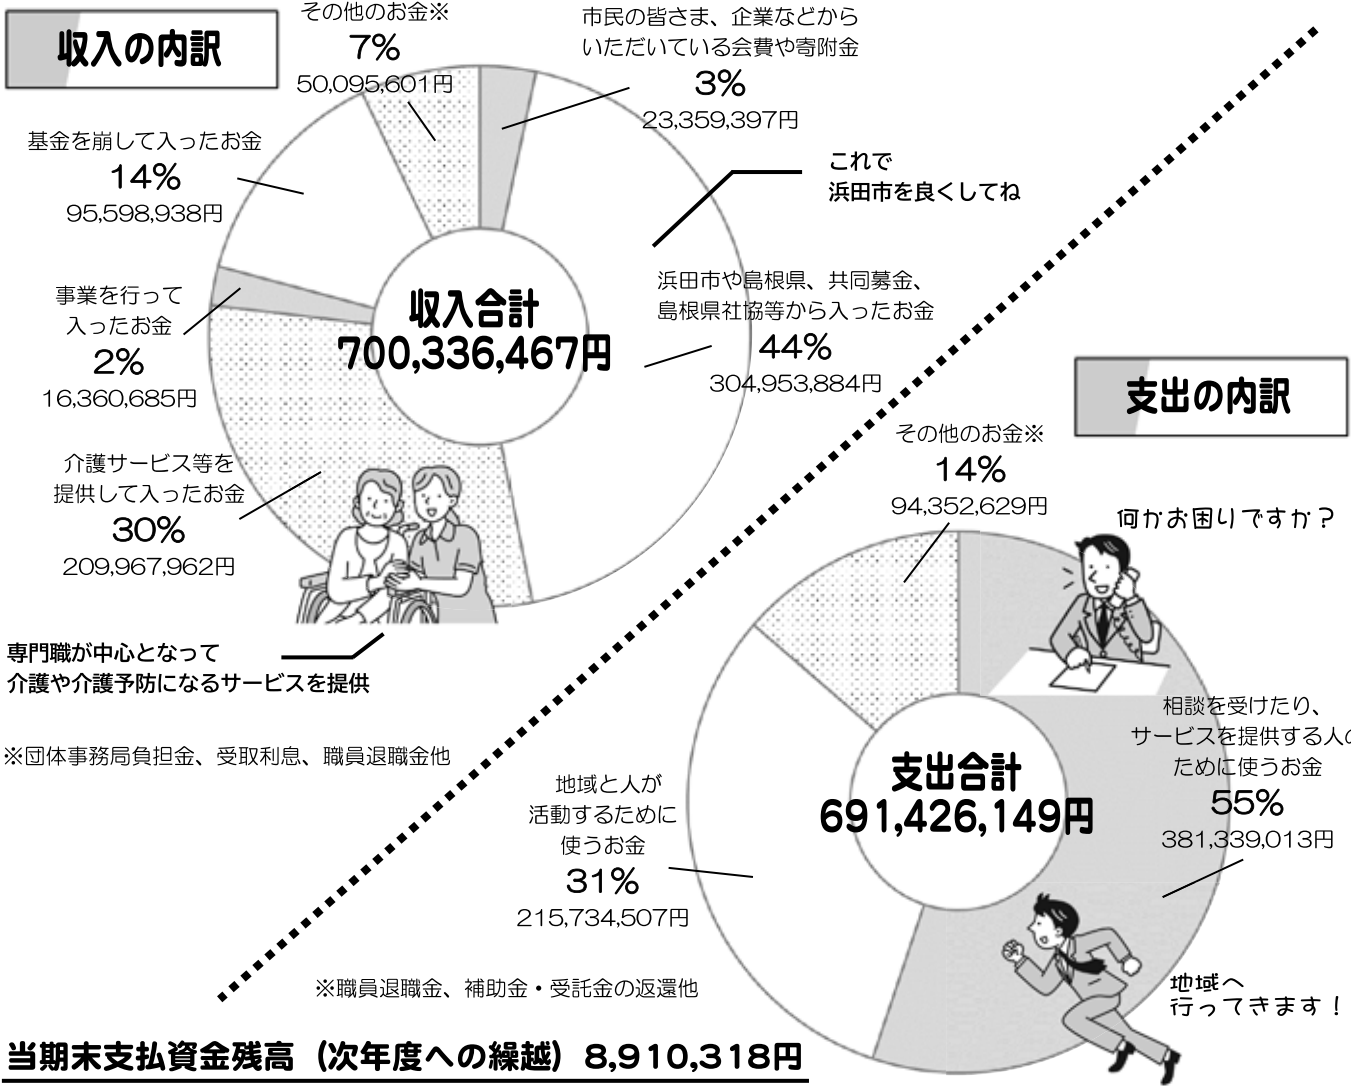 収入の内訳
その他のお金※
7%
50,095,601円
市民の皆さま、企業などから
いただいている会費や寄附金
3%
23,359,397円
これで
浜田市を良くしてね
基金を崩して入ったお金
14%
95,598,938円
浜田市や島根県、共同募金、
島根県社協等から入ったお金
44%
304,953,884円
事業を行って
入ったお金
2%
16,360,685円
収入合計
700,336,467円
介護サービス等を
提供して入ったお金
30%
209,967,962円
専門職が中心となって
介護や介護予防になるサービスを提供
※団体事務局負担金、受取利息、職員退職金他
支出の内訳
その他のお金※
14%
94,352,629円
何かお困りですか？
相談を受けたり、
サービスを提供する人の
ために使うお金
55%
381,339,013円
支出合計
691,426,149円
地域と人が
活動するために
使うお金
31%
215,734,507円
地域へ
行ってきます！
※職員退職金、補助金・受託金の返還他
当期末支払資金残高（次年度への繰越）8,910,318円